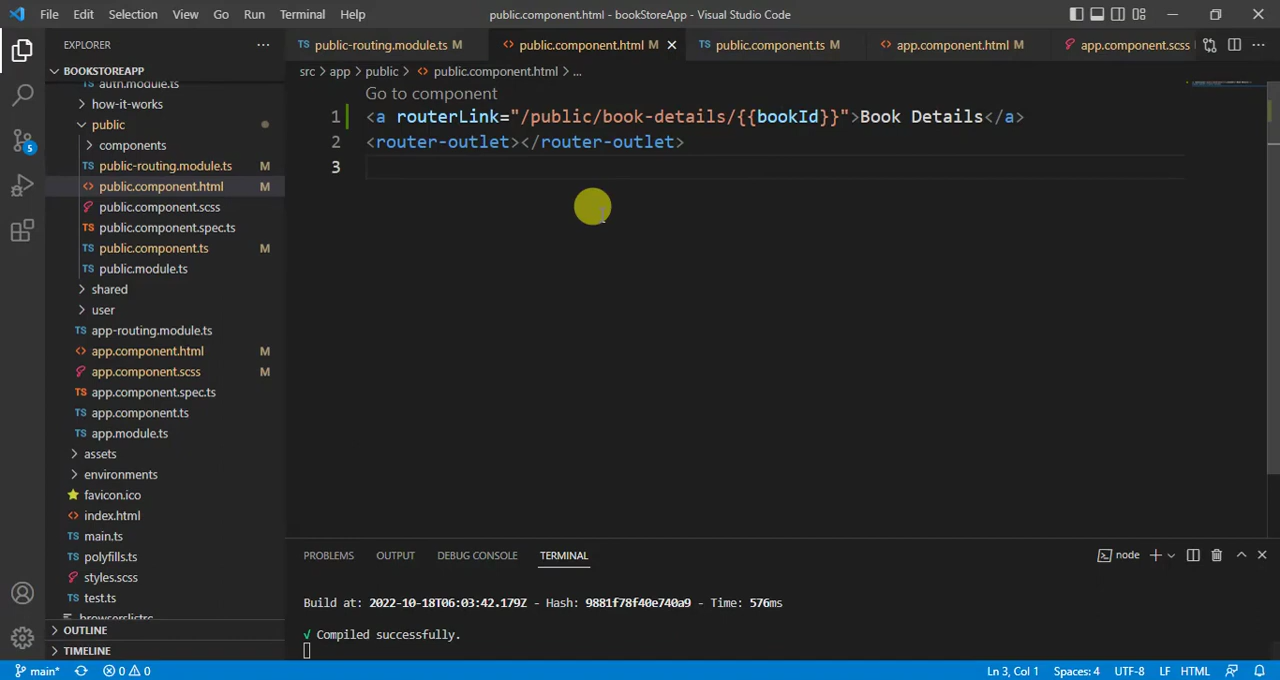 File Edit Selection View Go Run Terminal Help public.component.html - bookStoreApp - Visual Studio Code
EXPLORER
BOOKSTOREAPP
auth.module.ts
how-it-works
public
components
public-routing.module.ts M
public.component.html M
public.component.scss
public.component.spec.ts
public.component.ts M
public.module.ts
shared
user
app-routing.module.ts
app.component.html M
app.component.scss M
app.component.spec.ts
app.component.ts
app.module.ts
assets
environments
favicon.ico
index.html
main.ts
polyfills.ts
styles.scss
test.ts
.browserslistrc
OUTLINE
TIMELINE
public-routing.module.ts M public.component.html M public.component.ts M app.component.html M app.component.scss
src > app > public > public.component.html > ...
Go to component
1 <a routerLink="/public/book-details/{{bookId}}">Book Details</a>
2 <router-outlet></router-outlet>
3
PROBLEMS OUTPUT DEBUG CONSOLE TERMINAL node
Build at: 2022-10-18T06:03:42.179Z - Hash: 9881f78f40e740a9 - Time: 576ms
√ Compiled successfully.
5
main* 0 0 Ln 3, Col 1 Spaces: 4 UTF-8 LF HTML